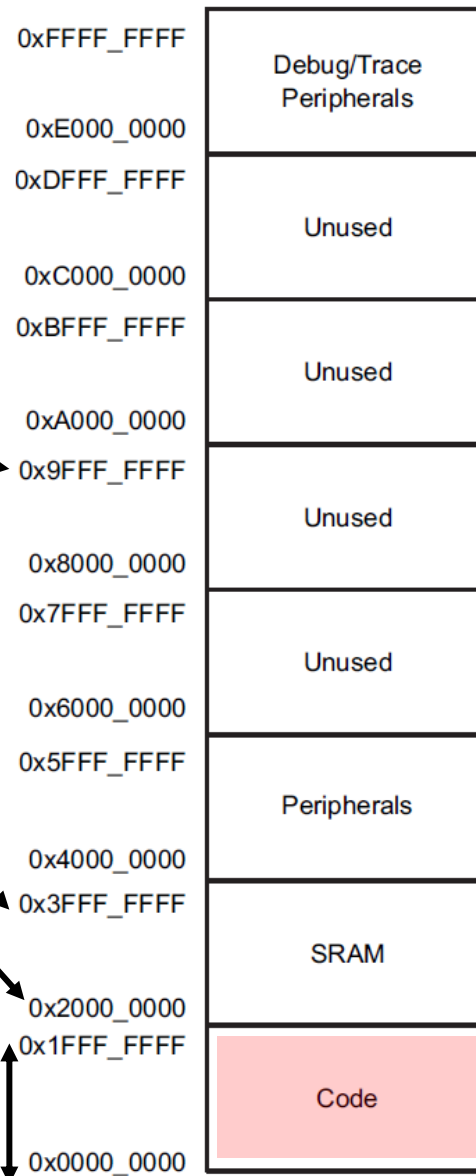 0xFFFF_FFFF
Debug/Trace
Peripherals
0xE000_0000
0xDFFF_FFFF
Unused
0xC000_0000
0xBFFF_FFFF
Unused
0xA000_0000
0x9FFF_FFFF
Unused
0x8000_0000
0x7FFF_FFFF
Unused
0x6000_0000
0x5FFF_FFFF
Peripherals
0x4000_0000
0x3FFF_FFFF
SRAM
0x2000_0000
0x1FFF_FFFF
Code
0x0000_0000